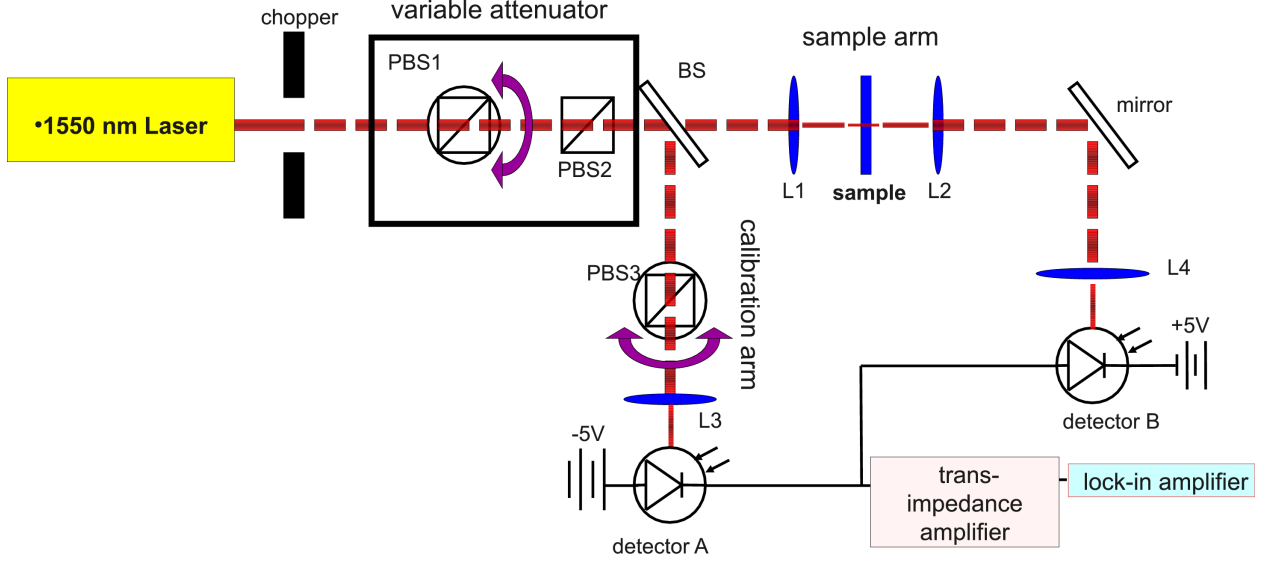 variable attenuator
chopper
sample arm
PBS1
BS
mirror
•1550 nm Laser
PBS2
L1
sample
L2
calibration arm
PBS3
L4
+5V
L3
detector B
-5V
trans-
impedance
amplifier
lock-in amplifier
detector A